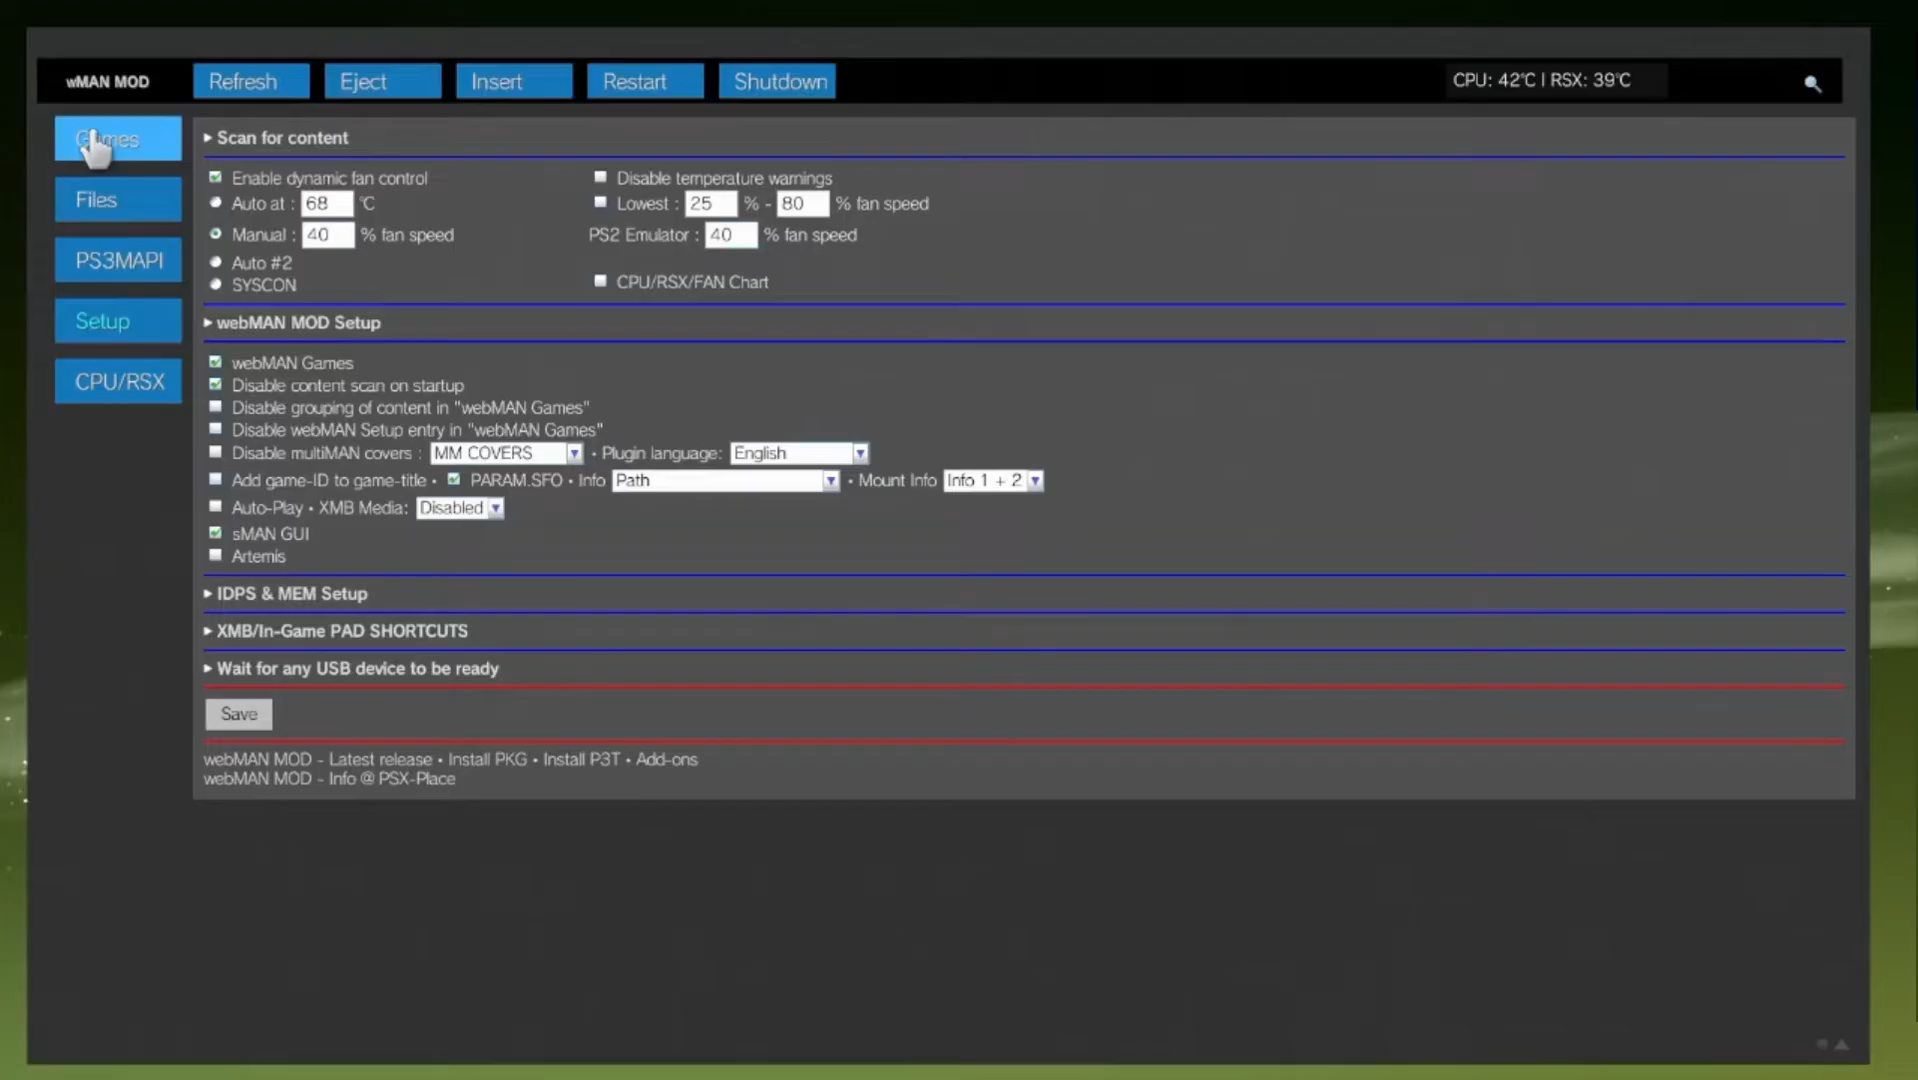 wMAN MOD Refresh Eject Insert Restart Shutdown CPU: 42°C | RSX: 39°C
Games
Files
PS3MAPI
Setup
CPU/RSX
▸ Scan for content
Enable dynamic fan control Disable temperature warnings
Auto at : 68 °C Lowest : 25 % - 80 % fan speed
Manual : 40 % fan speed PS2 Emulator : 40 % fan speed
Auto #2
SYSCON CPU/RSX/FAN Chart
▸ webMAN MOD Setup
webMAN Games
Disable content scan on startup
Disable grouping of content in "webMAN Games"
Disable webMAN Setup entry in "webMAN Games"
Disable multiMAN covers : MM COVERS • Plugin language: English
Add game-ID to game-title • PARAM.SFO • Info Path • Mount Info Info 1 + 2
Auto-Play • XMB Media: Disabled
sMAN GUI
Artemis
▸ IDPS & MEM Setup
▸ XMB/In-Game PAD SHORTCUTS
▸ Wait for any USB device to be ready
Save
webMAN MOD - Latest release • Install PKG • Install P3T • Add-ons
webMAN MOD - Info @ PSX-Place